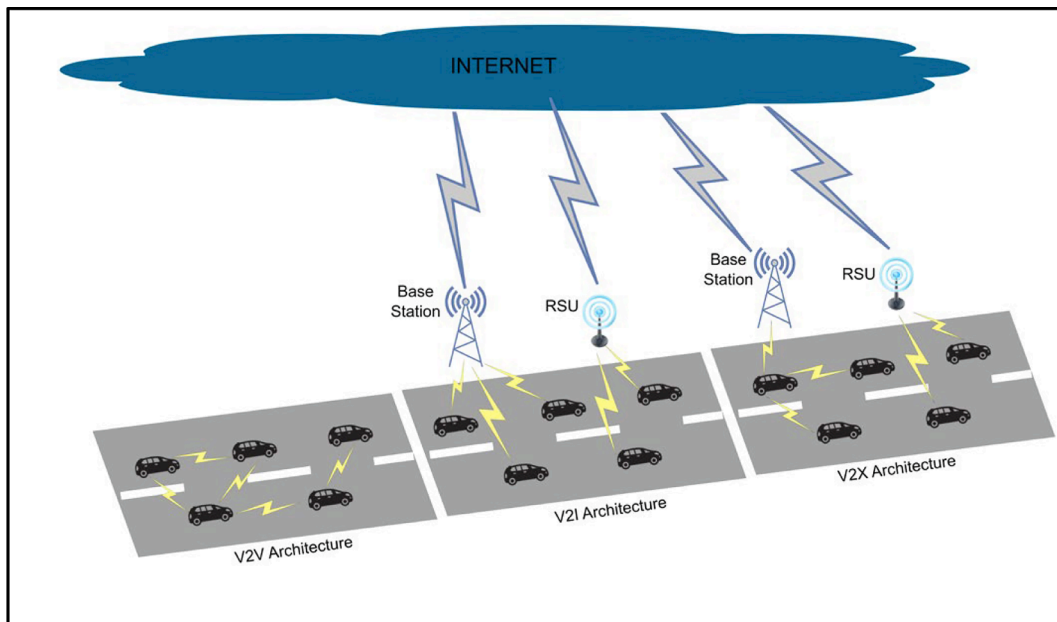 INTERNET
Base
Station
RSU
Base
Station
RSU
V2V Architecture
V2I Architecture
V2X Architecture